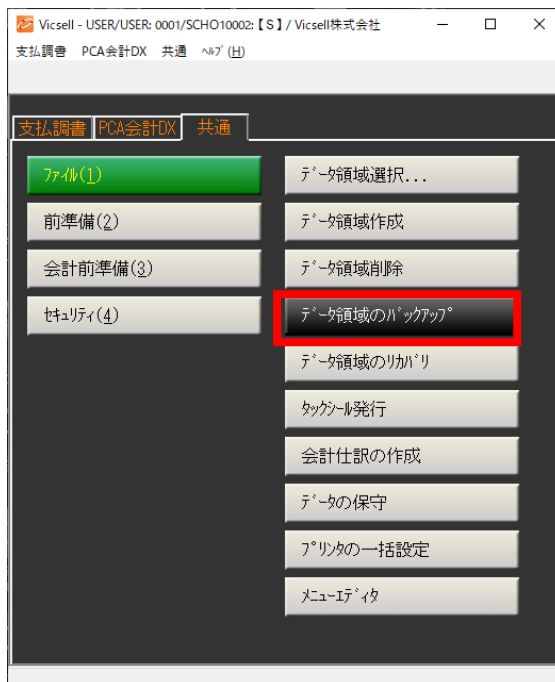 Vicsell - USER/USER: 0001/SCHO10002:【Ｓ】/ Vicsell株式会社
支払調書 PCA会計DX 共通 ﾍﾙﾌﾟ(H)
支払調書 PCA会計DX 共通
ﾌｧｲﾙ(1)
ﾃﾞｰﾀ領域選択...
前準備(2)
ﾃﾞｰﾀ領域作成
会計前準備(3)
ﾃﾞｰﾀ領域削除
ｾｷｭﾘﾃｨ(4)
ﾃﾞｰﾀ領域のﾊﾞｯｸｱｯﾌﾟ
ﾃﾞｰﾀ領域のﾘｶﾊﾞﾘ
ﾀｯｸｼｰﾙ発行
会計仕訳の作成
ﾃﾞｰﾀの保守
ﾌﾟﾘﾝﾀの一括設定
ﾒﾆｭｰｴﾃﾞｨﾀ